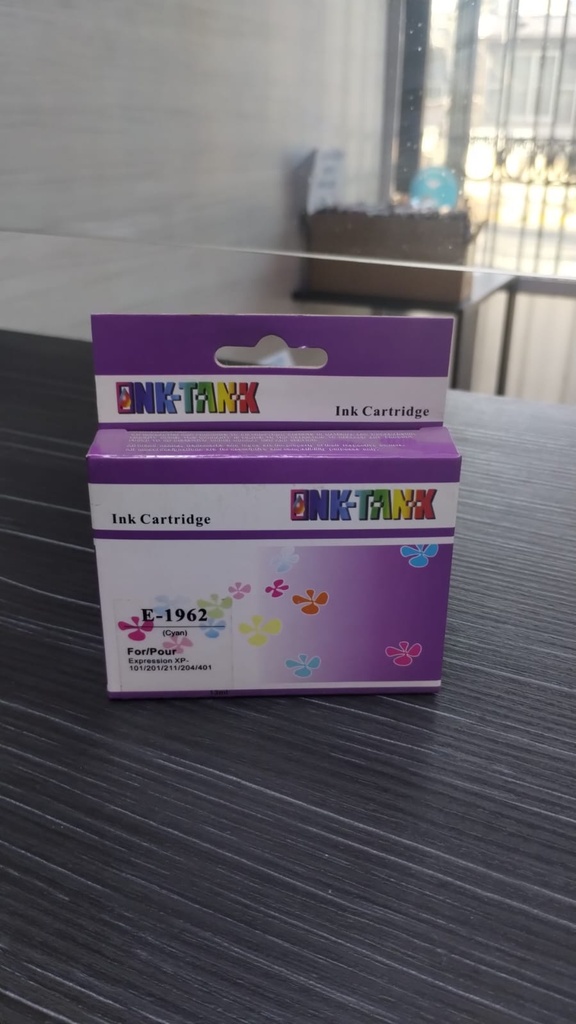 INK-TANK
Ink Cartridge
INK-TANK
Ink Cartridge
E-1962
(Cyan)
For/Pour
Expression XP-
101/201/211/204/401